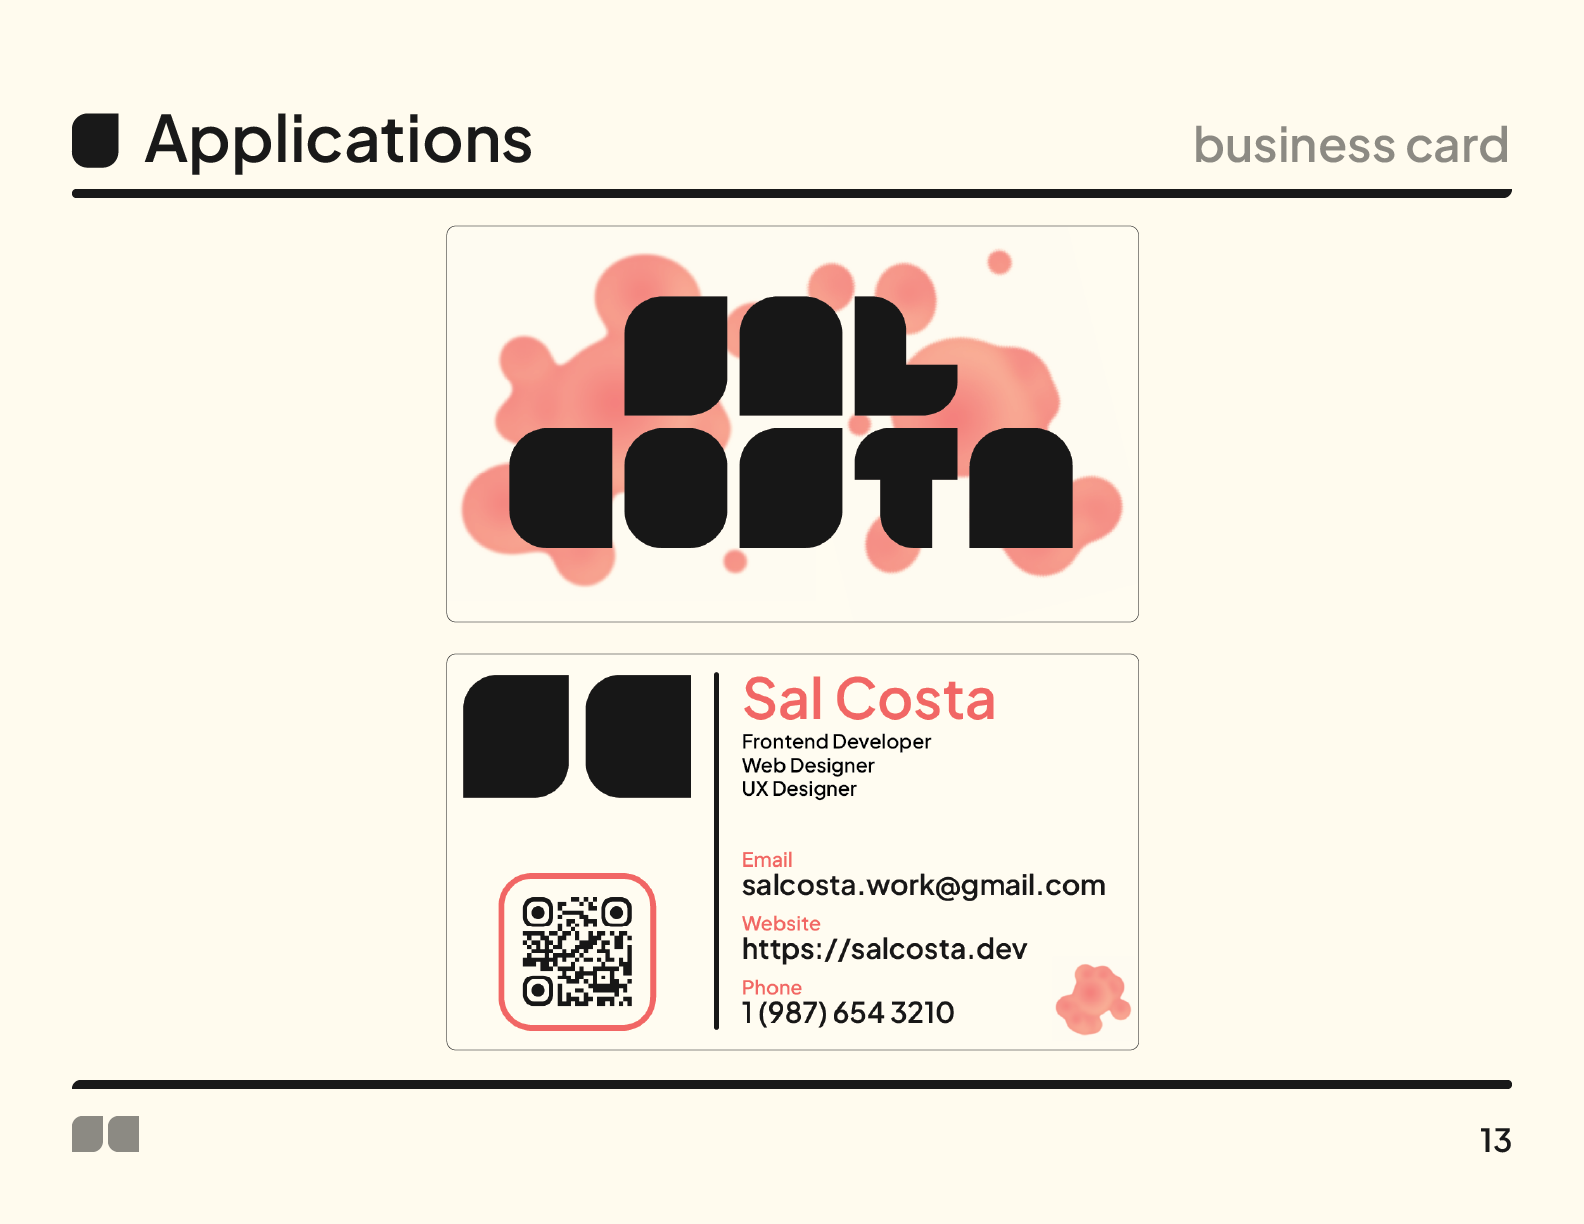 Applications
business card
SAL
COSTA
Sal Costa
Frontend Developer
Web Designer
UX Designer
Email
salcosta.work@gmail.com
Website
https://salcosta.dev
Phone
1 (987) 654 3210
13